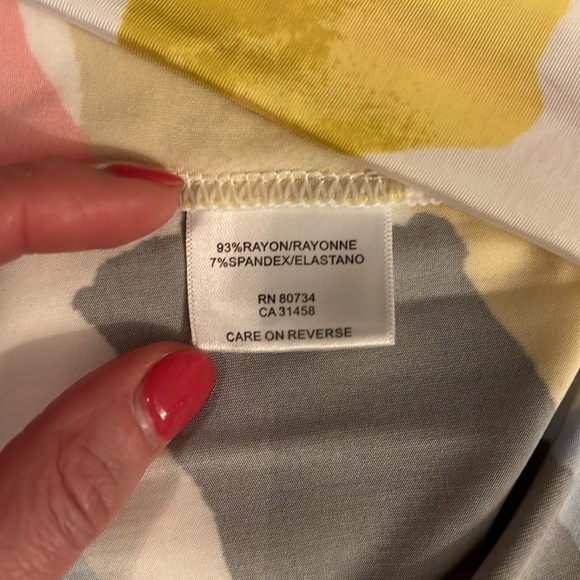 93%RAYON/RAYONNE
7%SPANDEX/ELASTANO
RN 80734
CA 31458
CARE ON REVERSE